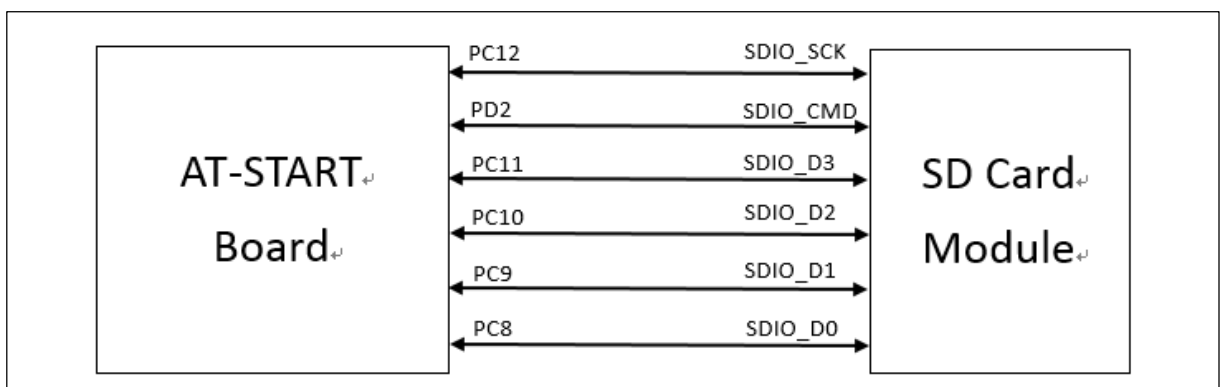 PC12 SDIO_SCK
PD2 SDIO_CMD
AT-START
Board
PC11 SDIO_D3
PC10 SDIO_D2
PC9 SDIO_D1
PC8 SDIO_D0
SD Card
Module